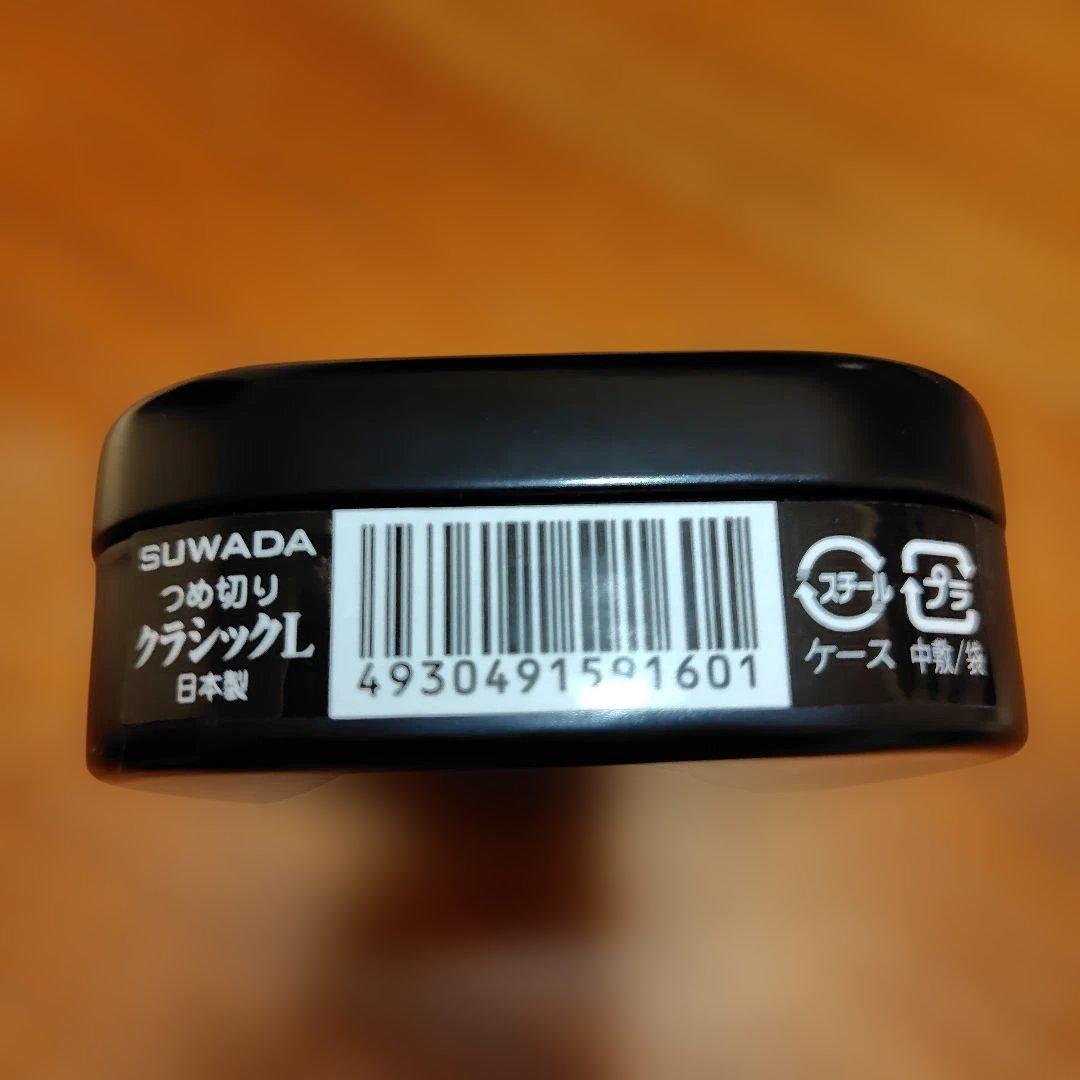 SUWADA
つめ切り
クラシックL
日本製
4930491591601
スチール
ケース
プラ
中敷/袋